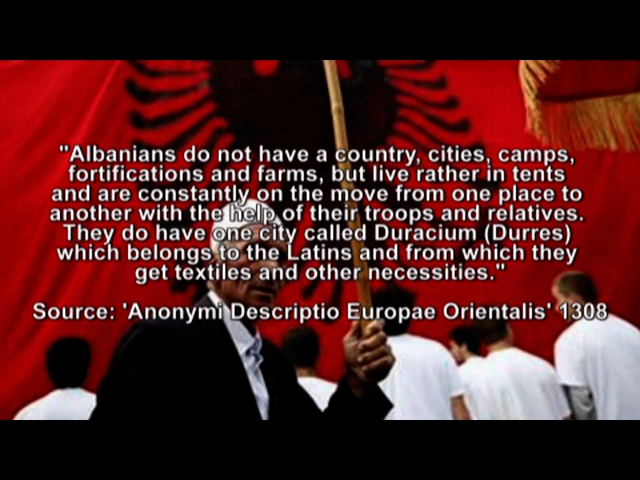 "Albanians do not have a country, cities, camps,
fortifications and farms, but live rather in tents
and are constantly on the move from one place to
another with the help of their troops and relatives.
They do have one city called Duracium (Durres)
which belongs to the Latins and from which they
get textiles and other necessities."
Source: 'Anonymi Descriptio Europae Orientalis' 1308